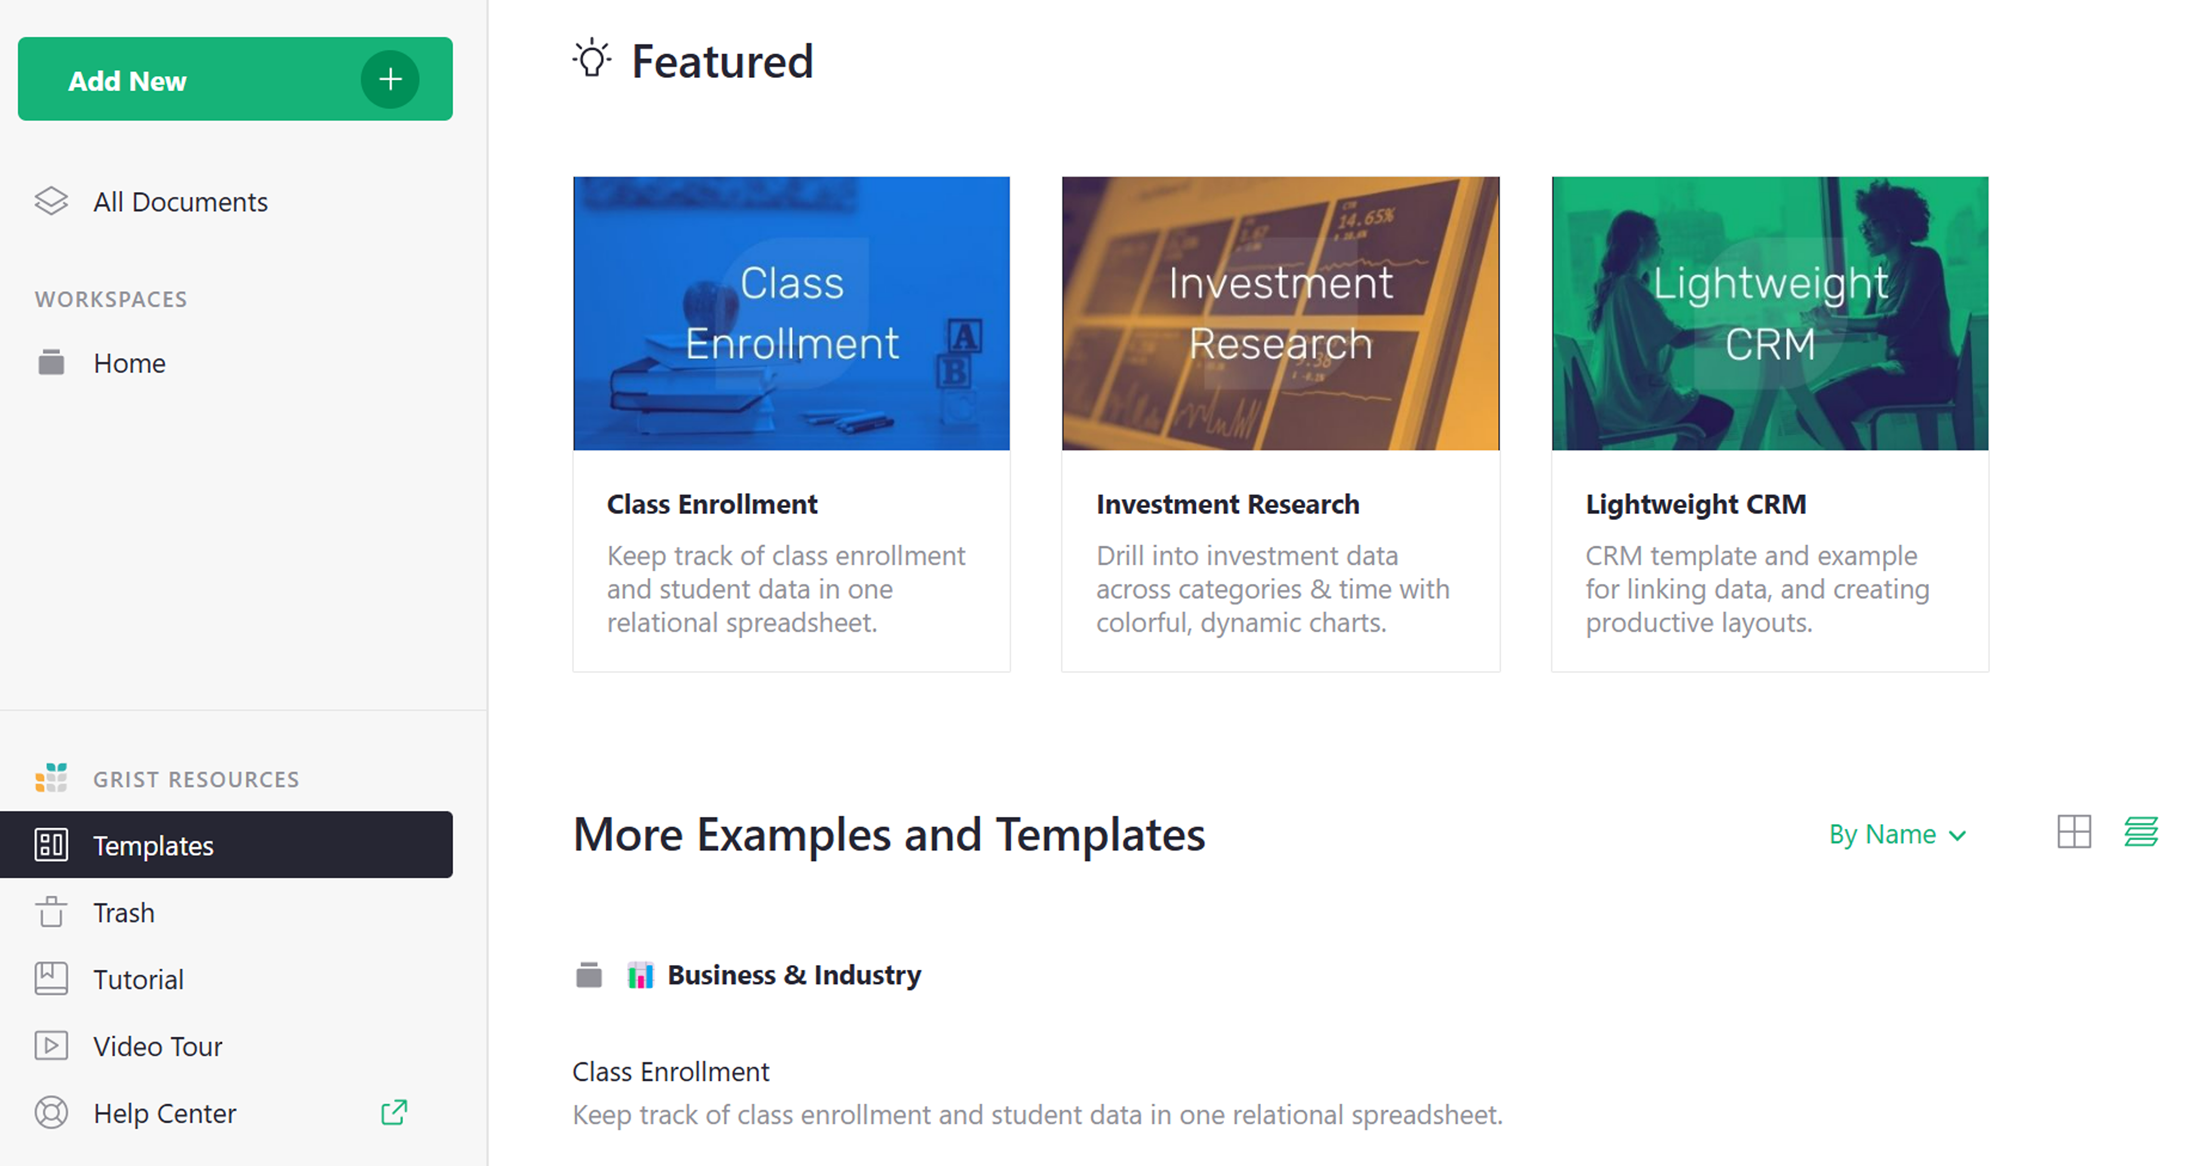 Add New
All Documents
WORKSPACES
Home
GRIST RESOURCES
Templates
Trash
Tutorial
Video Tour
Help Center
Featured
Class
Enrollment
A
B
Class Enrollment
Keep track of class enrollment
and student data in one
relational spreadsheet.
14.65%
Investment
Research
Investment Research
Drill into investment data
across categories & time with
colorful, dynamic charts.
Lightweight
CRM
Lightweight CRM
CRM template and example
for linking data, and creating
productive layouts.
More Examples and Templates
By Name
Business & Industry
Class Enrollment
Keep track of class enrollment and student data in one relational spreadsheet.